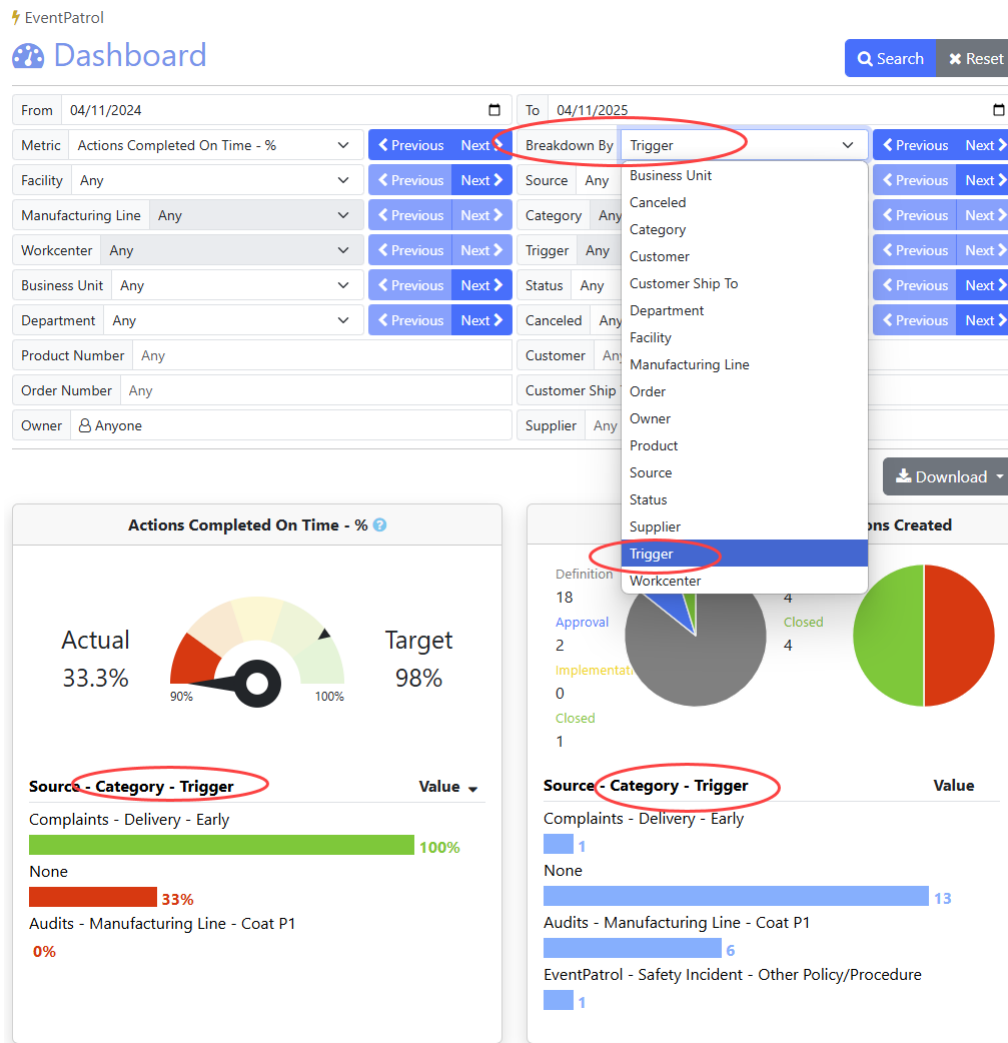 EventPatrol
Dashboard
Search
Reset
From 04/11/2024
To 04/11/2025
Metric Actions Completed On Time - %
Previous Next
Breakdown By Trigger
Previous Next
Facility Any
Previous Next
Source Any
Previous Next
Manufacturing Line Any
Previous Next
Category Any
Previous Next
Workcenter Any
Previous Next
Trigger Any
Previous Next
Business Unit Any
Previous Next
Status Any
Previous Next
Department Any
Previous Next
Canceled Any
Previous Next
Product Number Any
Customer
Order Number Any
Customer Ship
Owner Anyone
Supplier Any
Business Unit
Canceled
Category
Customer
Customer Ship To
Department
Facility
Manufacturing Line
Order
Owner
Product
Source
Status
Supplier
Trigger
Workcenter
Download
Actions Completed On Time - %
Actual
33.3%
90%
100%
Target
98%
Source - Category - Trigger
Value
Complaints - Delivery - Early
100%
None
33%
Audits - Manufacturing Line - Coat P1
0%
Created
Definition
18
Approval
2
Implementati
0
Closed
1
4
Closed
4
Source - Category - Trigger
Value
Complaints - Delivery - Early
1
None
13
Audits - Manufacturing Line - Coat P1
6
EventPatrol - Safety Incident - Other Policy/Procedure
1